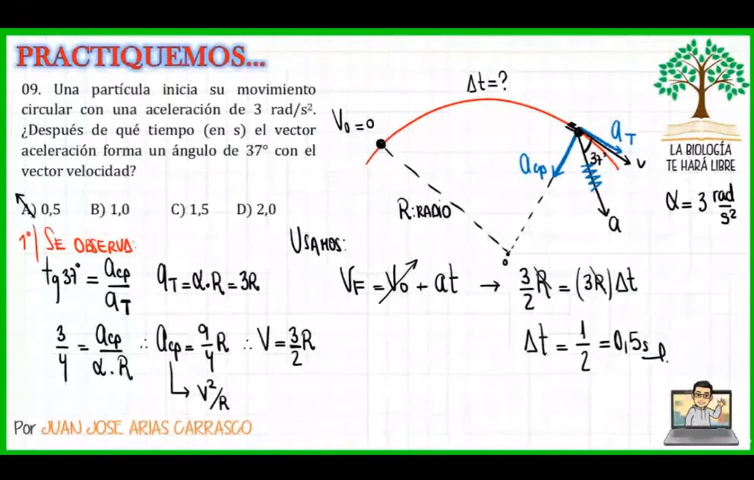 PRACTIQUEMOS...
09. Una partícula inicia su movimiento
circular con una aceleración de 3 rad/s².
¿Después de qué tiempo (en s) el vector
aceleración forma un ángulo de 37° con el
vector velocidad?
A) 0,5 B) 1,0 C) 1,5 D) 2,0
Δt=?
V₀=0
a_T
37°
v
a_cp
a
R:RADIO
0
LA BIOLOGÍA
TE HARÁ LIBRE
α = 3 rad/s²
1°/ SE OBSERVA:
tg37° = a_cp/a_T a_T=α.R=3R
3/4 = a_cp/α.R ∴ a_cp = 9/4 R ∴ V = 3/2 R
V²/R
USAMOS:
V_F = V₀ + at → 3/2 R = (3R)Δt
Δt = 1/2 = 0,5s
Por JUAN JOSE ARIAS CARRASCO